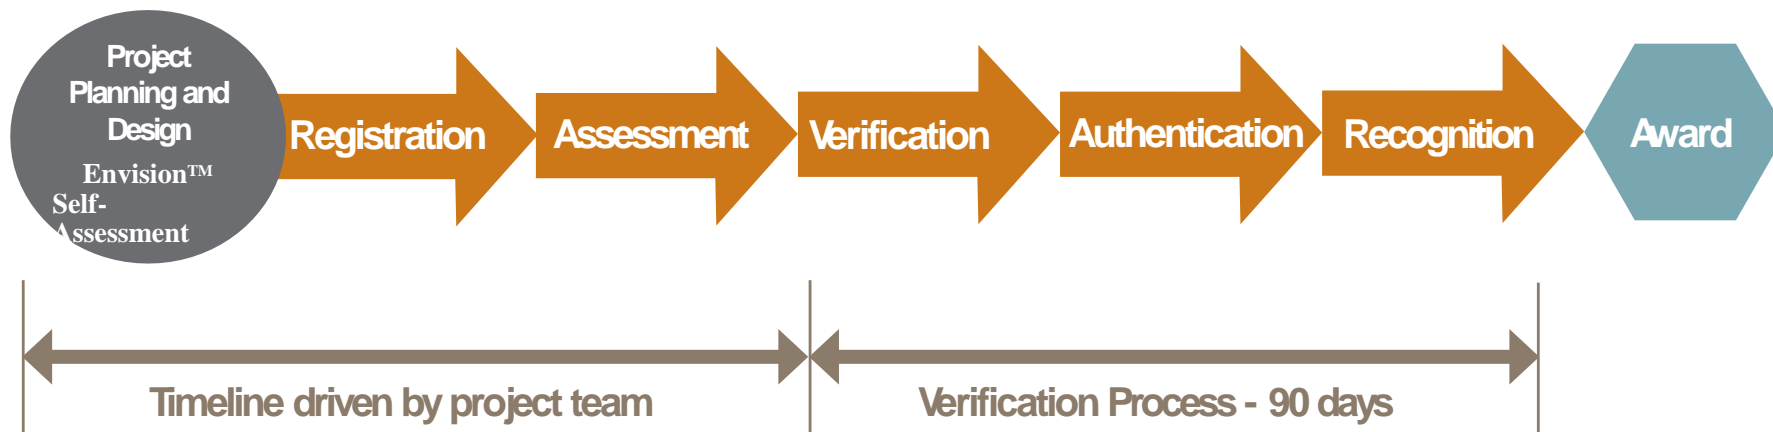 Project
Planning and
Design
Envision™
Self-
Assessment
Registration
Assessment
Verification
Authentication
Recognition
Award
Timeline driven by project team
Verification Process - 90 days